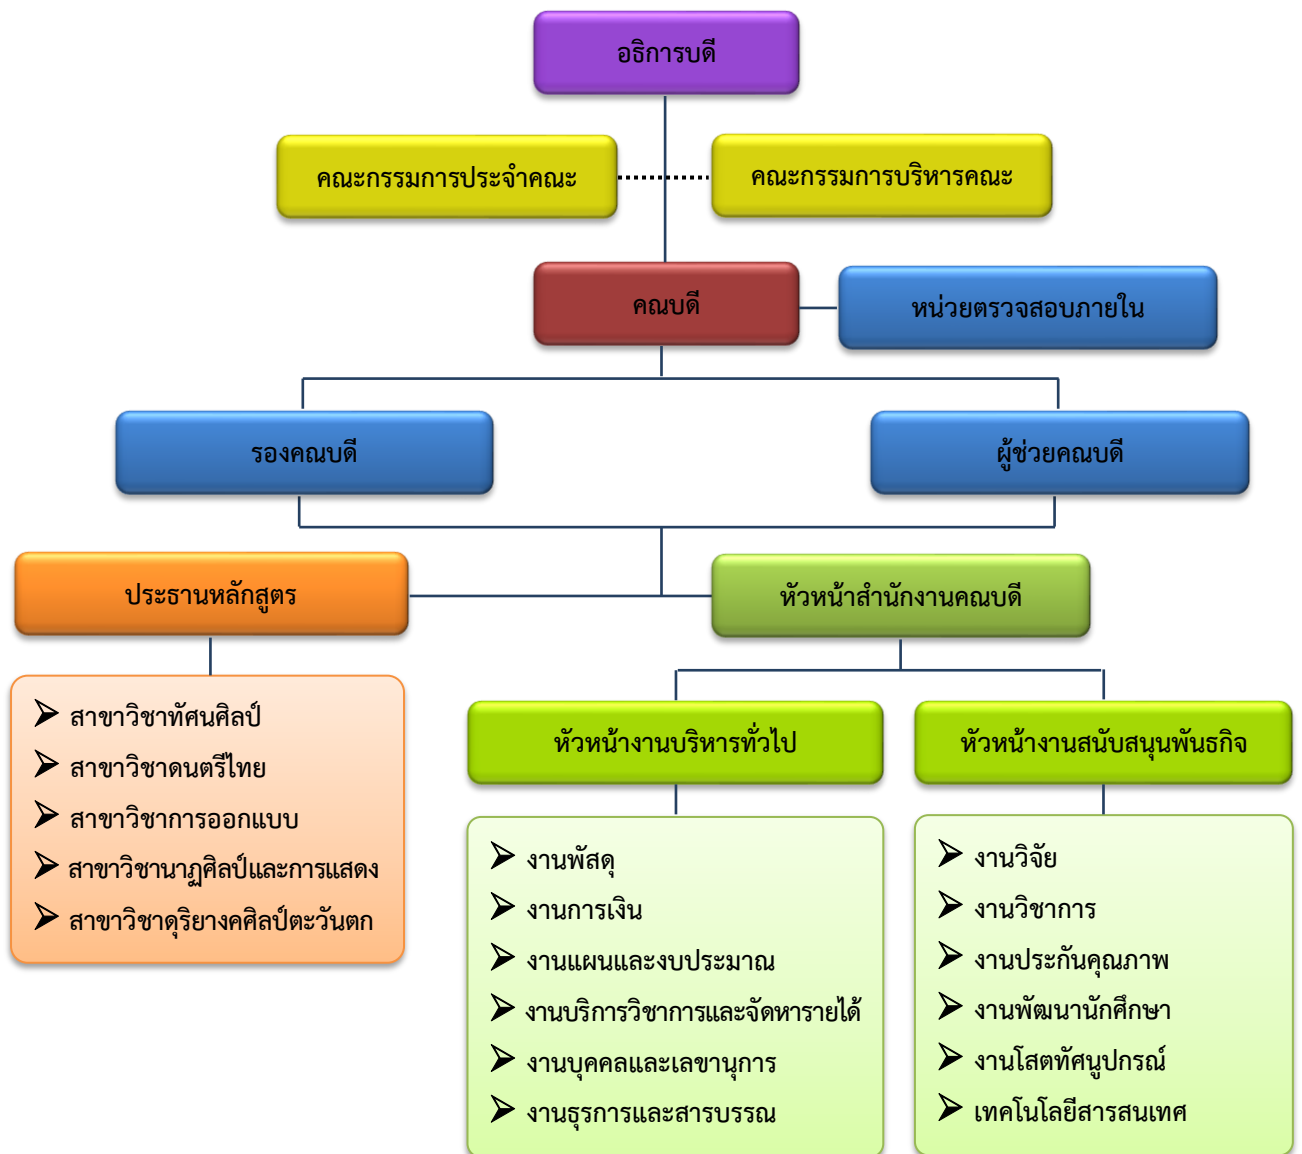 อธิการบดี
คณะกรรมการประจำคณะ
คณะกรรมการบริหารคณะ
คณบดี
หน่วยตรวจสอบภายใน
รองคณบดี
ผู้ช่วยคณบดี
ประธานหลักสูตร
หัวหน้าสำนักงานคณบดี
สาขาวิชาทัศนศิลป์
สาขาวิชาดนตรีไทย
สาขาวิชาการออกแบบ
สาขาวิชานาฏศิลป์และการแสดง
สาขาวิชาดุริยางคศิลป์ตะวันตก
หัวหน้างานบริหารทั่วไป
งานพัสดุ
งานการเงิน
งานแผนและงบประมาณ
งานบริการวิชาการและจัดหารายได้
งานบุคคลและเลขานุการ
งานธุรการและสารบรรณ
หัวหน้างานสนับสนุนพันธกิจ
งานวิจัย
งานวิชาการ
งานประกันคุณภาพ
งานพัฒนานักศึกษา
งานโสตทัศนูปกรณ์
เทคโนโลยีสารสนเทศ